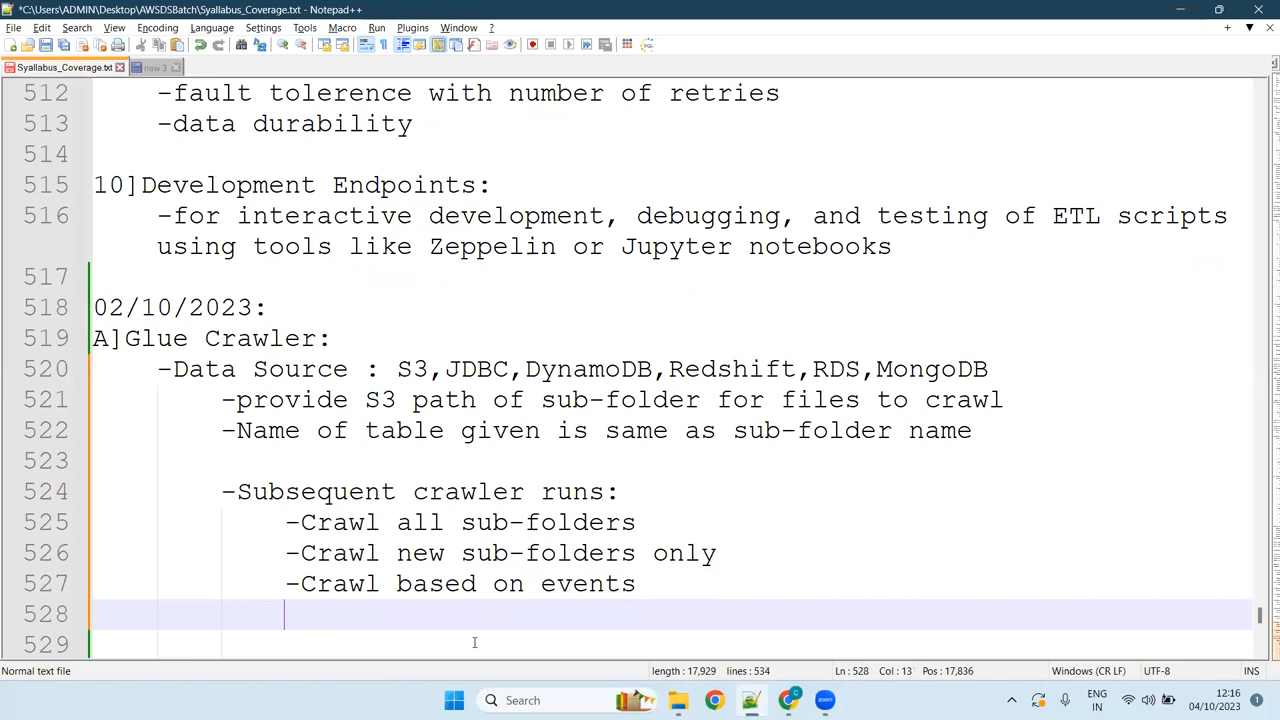 *C:\Users\ADMIN\Desktop\AWSDSBatch\Syallabus_Coverage.txt - Notepad++
File Edit Search View Encoding Language Settings Tools Macro Run Plugins Window ?
Syallabus_Coverage.txt new 3
512 -fault tolerence with number of retries
513 -data durability
514
515 10]Development Endpoints:
516 -for interactive development, debugging, and testing of ETL scripts
using tools like Zeppelin or Jupyter notebooks
517
518 02/10/2023:
519 A]Glue Crawler:
520 -Data Source : S3,JDBC,DynamoDB,Redshift,RDS,MongoDB
521 -provide S3 path of sub-folder for files to crawl
522 -Name of table given is same as sub-folder name
523
524 -Subsequent crawler runs:
525 -Crawl all sub-folders
526 -Crawl new sub-folders only
527 -Crawl based on events
528
529
Normal text file length : 17,929 lines : 534 Ln : 528 Col : 13 Pos : 17,836 Windows (CR LF) UTF-8 INS
Search ENG IN 12:16 04/10/2023